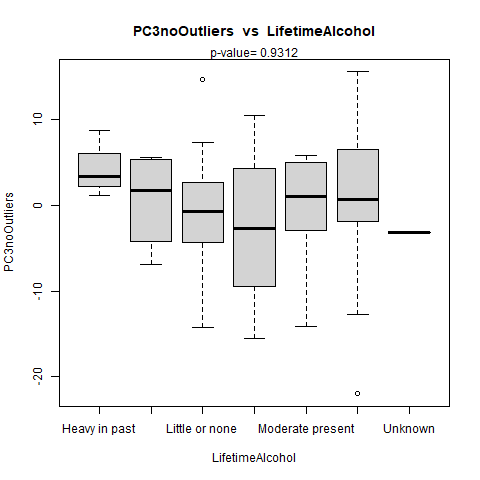 PC3noOutliers vs LifetimeAlcohol
p-value= 0.9312
PC3noOutliers
10
0
-10
-20
Heavy in past Little or none Moderate present Unknown
LifetimeAlcohol